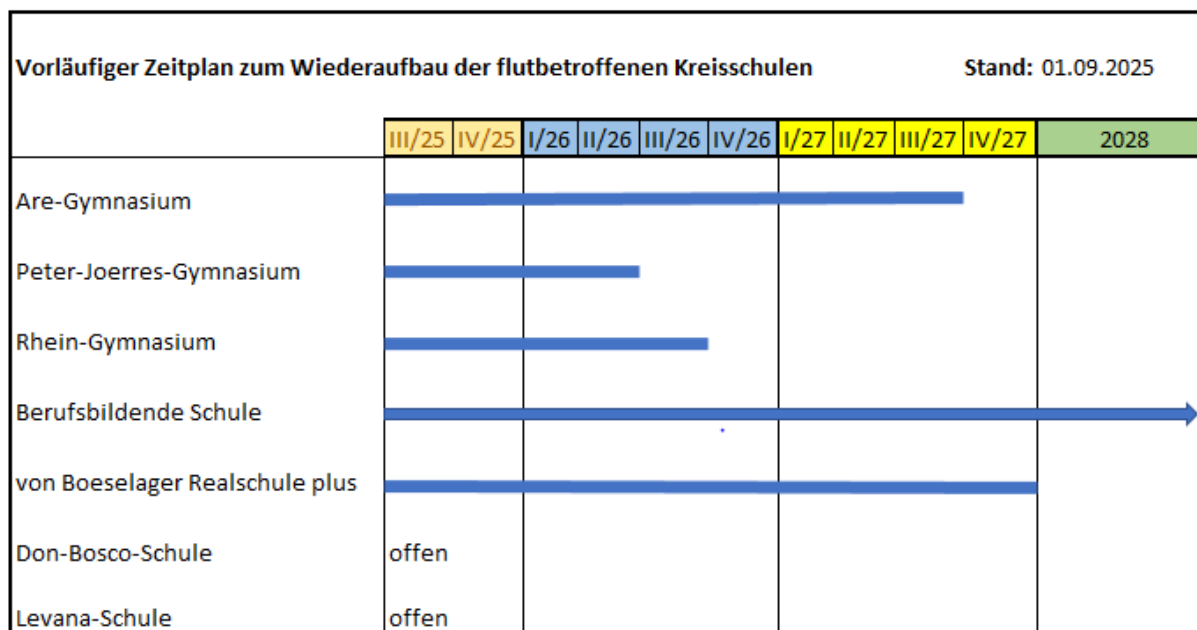 Vorläufiger Zeitplan zum Wiederaufbau der flutbetroffenen Kreisschulen Stand: 01.09.2025
III/25 IV/25 I/26 II/26 III/26 IV/26 I/27 II/27 III/27 IV/27 2028
Are-Gymnasium
Peter-Joerres-Gymnasium
Rhein-Gymnasium
Berufsbildende Schule
von Boeselager Realschule plus
Don-Bosco-Schule offen
Levana-Schule offen